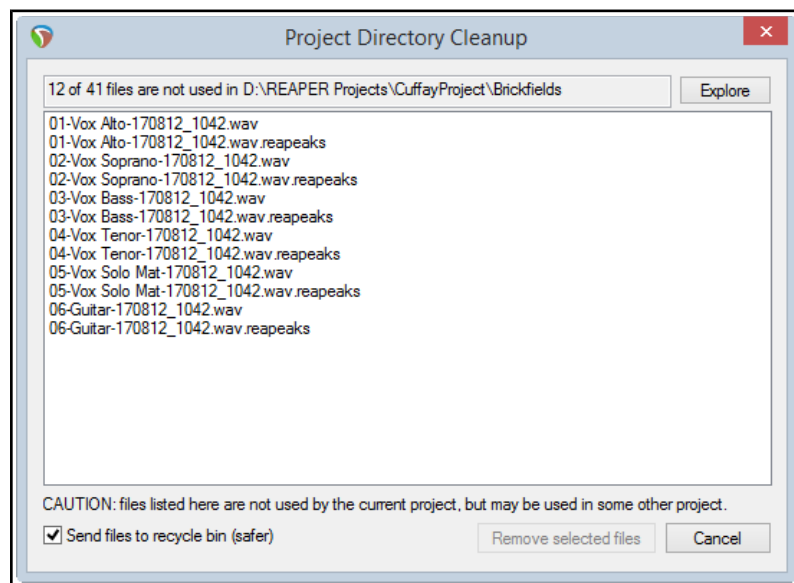 Project Directory Cleanup
12 of 41 files are not used in D:\REAPER Projects\CuffayProject\Brickfields
Explore
01-Vox Alto-170812_1042.wav
01-Vox Alto-170812_1042.wav.reapeaks
02-Vox Soprano-170812_1042.wav
02-Vox Soprano-170812_1042.wav.reapeaks
03-Vox Bass-170812_1042.wav
03-Vox Bass-170812_1042.wav.reapeaks
04-Vox Tenor-170812_1042.wav
04-Vox Tenor-170812_1042.wav.reapeaks
05-Vox Solo Mat-170812_1042.wav
05-Vox Solo Mat-170812_1042.wav.reapeaks
06-Guitar-170812_1042.wav
06-Guitar-170812_1042.wav.reapeaks
CAUTION: files listed here are not used by the current project, but may be used in some other project.
Send files to recycle bin (safer)
Remove selected files
Cancel